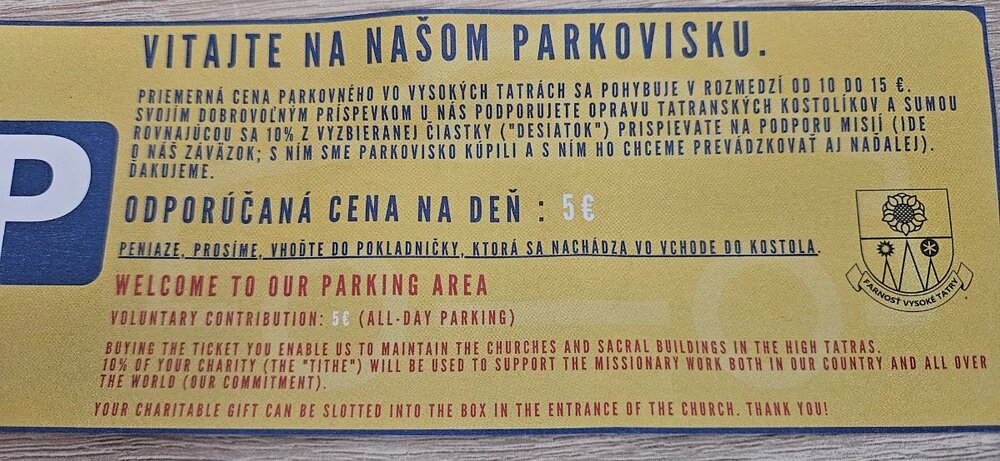 P
VITAJTE NA NAŠOM PARKOVISKU.
PRIEMERNÁ CENA PARKOVNÉHO VO VYSOKÝCH TATRÁCH SA POHYBUJE V ROZMEDZÍ OD 10 DO 15 €.
SVOJÍM DOBROVOĽNÝM PRÍSPEVKOM U NÁS PODPORUJETE OPRAVU TATRANSKÝCH KOSTOLÍKOV A SUMOU
ROVNAJÚCOU SA 10% Z VYZBIERANEJ ČIASTKY ("DESIATOK") PRISPIEVATE NA PODPORU MISIÍ (IDE
O NÁŠ ZÁVÄZOK; S NÍM SME PARKOVISKO KÚPILI A S NÍM HO CHCEME PREVÁDZKOVAŤ AJ NAĎALEJ).
ĎAKUJEME.
ODPORÚČANÁ CENA NA DEŇ : 5€
PENIAZE, PROSÍME, VHOĎTE DO POKLADNIČKY, KTORÁ SA NACHÁDZA VO VCHODE DO KOSTOLA.
FARNOSŤ VYSOKÉ TATRY
WELCOME TO OUR PARKING AREA
VOLUNTARY CONTRIBUTION: 5€ (ALL-DAY PARKING)
BUYING THE TICKET YOU ENABLE US TO MAINTAIN THE CHURCHES AND SACRAL BUILDINGS IN THE HIGH TATRAS.
10% OF YOUR CHARITY (THE "TITHE") WILL BE USED TO SUPPORT THE MISSIONARY WORK BOTH IN OUR COUNTRY AND ALL OVER
THE WORLD (OUR COMMITMENT).
YOUR CHARITABLE GIFT CAN BE SLOTTED INTO THE BOX IN THE ENTRANCE OF THE CHURCH. THANK YOU!